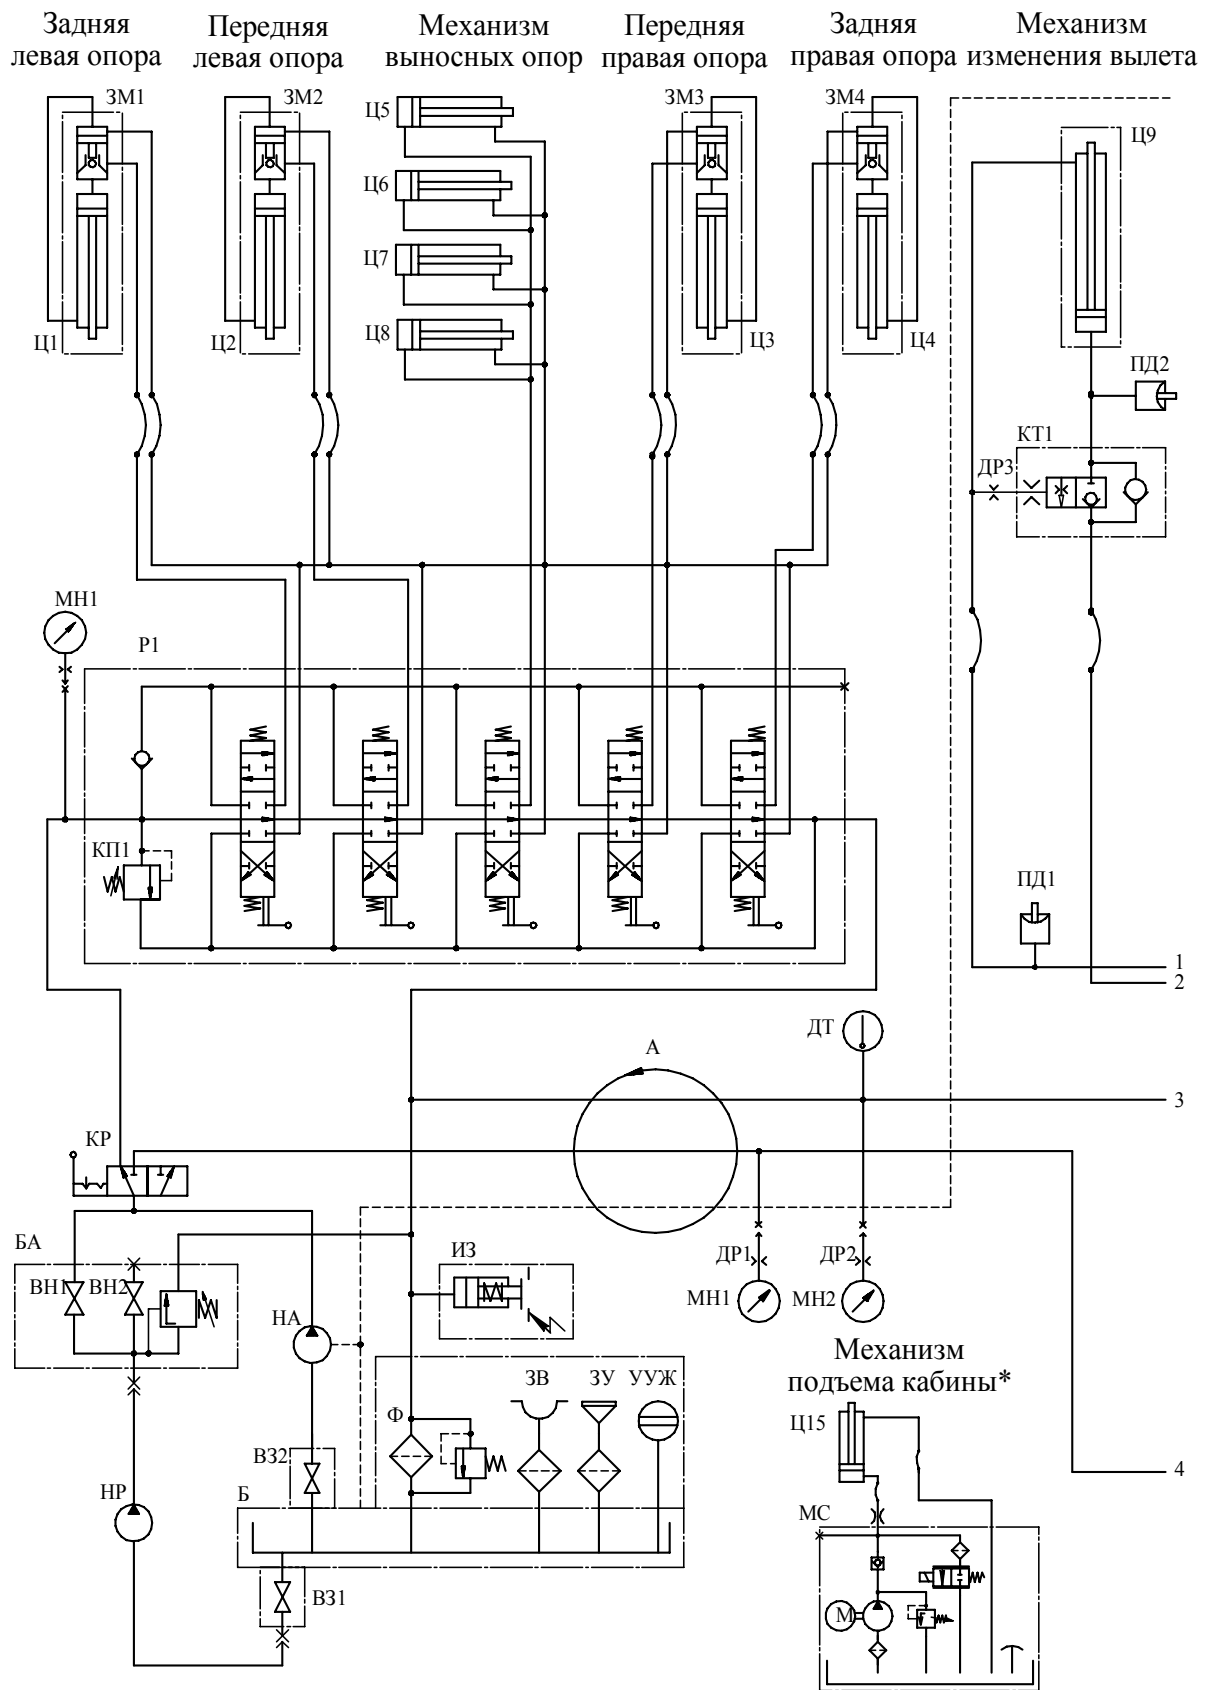 Задняя
левая опора
Передняя
левая опора
Механизм
выносных опор
Передняя
правая опора
Задняя
правая опора
Механизм
изменения вылета
ЗМ1
ЗМ2
ЗМ3
ЗМ4
Ц5
Ц9
Ц6
Ц7
Ц8
Ц1
Ц2
Ц3
Ц4
ПД2
КТ1
ДР3
МН1
Р1
КП1
ПД1
1
2
ДТ
А
3
КР
БА
ВН1
ВН2
ИЗ
ДР1
ДР2
МН1
МН2
НА
Механизм
подъема кабины*
ЗВ
ЗУ
УУЖ
Ф
Ц15
ВЗ2
4
НР
Б
МС
ВЗ1
М